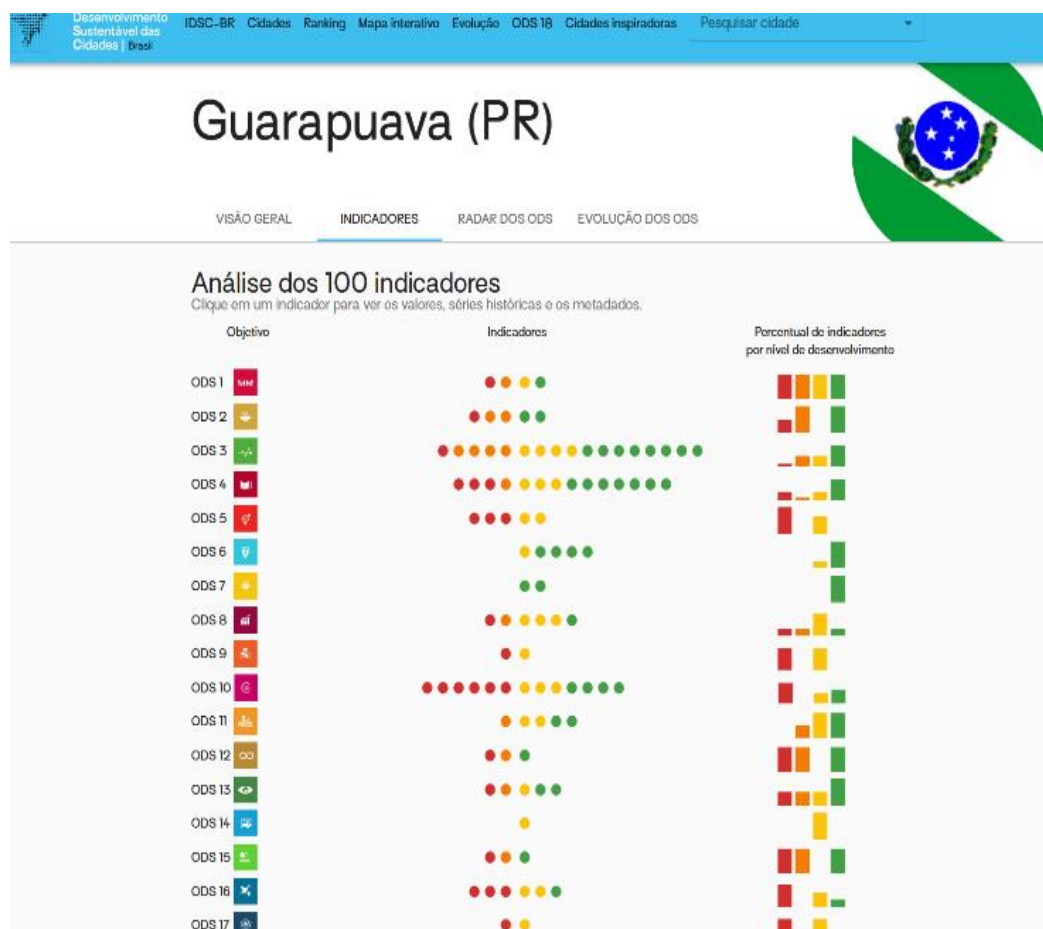 Desenvolvimento
Sustentável das
Cidades | Brasil
IDSC-BR Cidades Ranking Mapa interativo Evolução ODS 18 Cidades inspiradoras Pesquisar cidade
Guarapuava (PR)
VISÃO GERAL INDICADORES RADAR DOS ODS EVOLUÇÃO DOS ODS
Análise dos 100 indicadores
Clique em um indicador para ver os valores, séries históricas e os metadados.
Objetivo Indicadores Percentual de indicadores
por nível de desenvolvimento
ODS 1
ODS 2
ODS 3
ODS 4
ODS 5
ODS 6
ODS 7
ODS 8
ODS 9
ODS 10
ODS 11
ODS 12
ODS 13
ODS 14
ODS 15
ODS 16
ODS 17